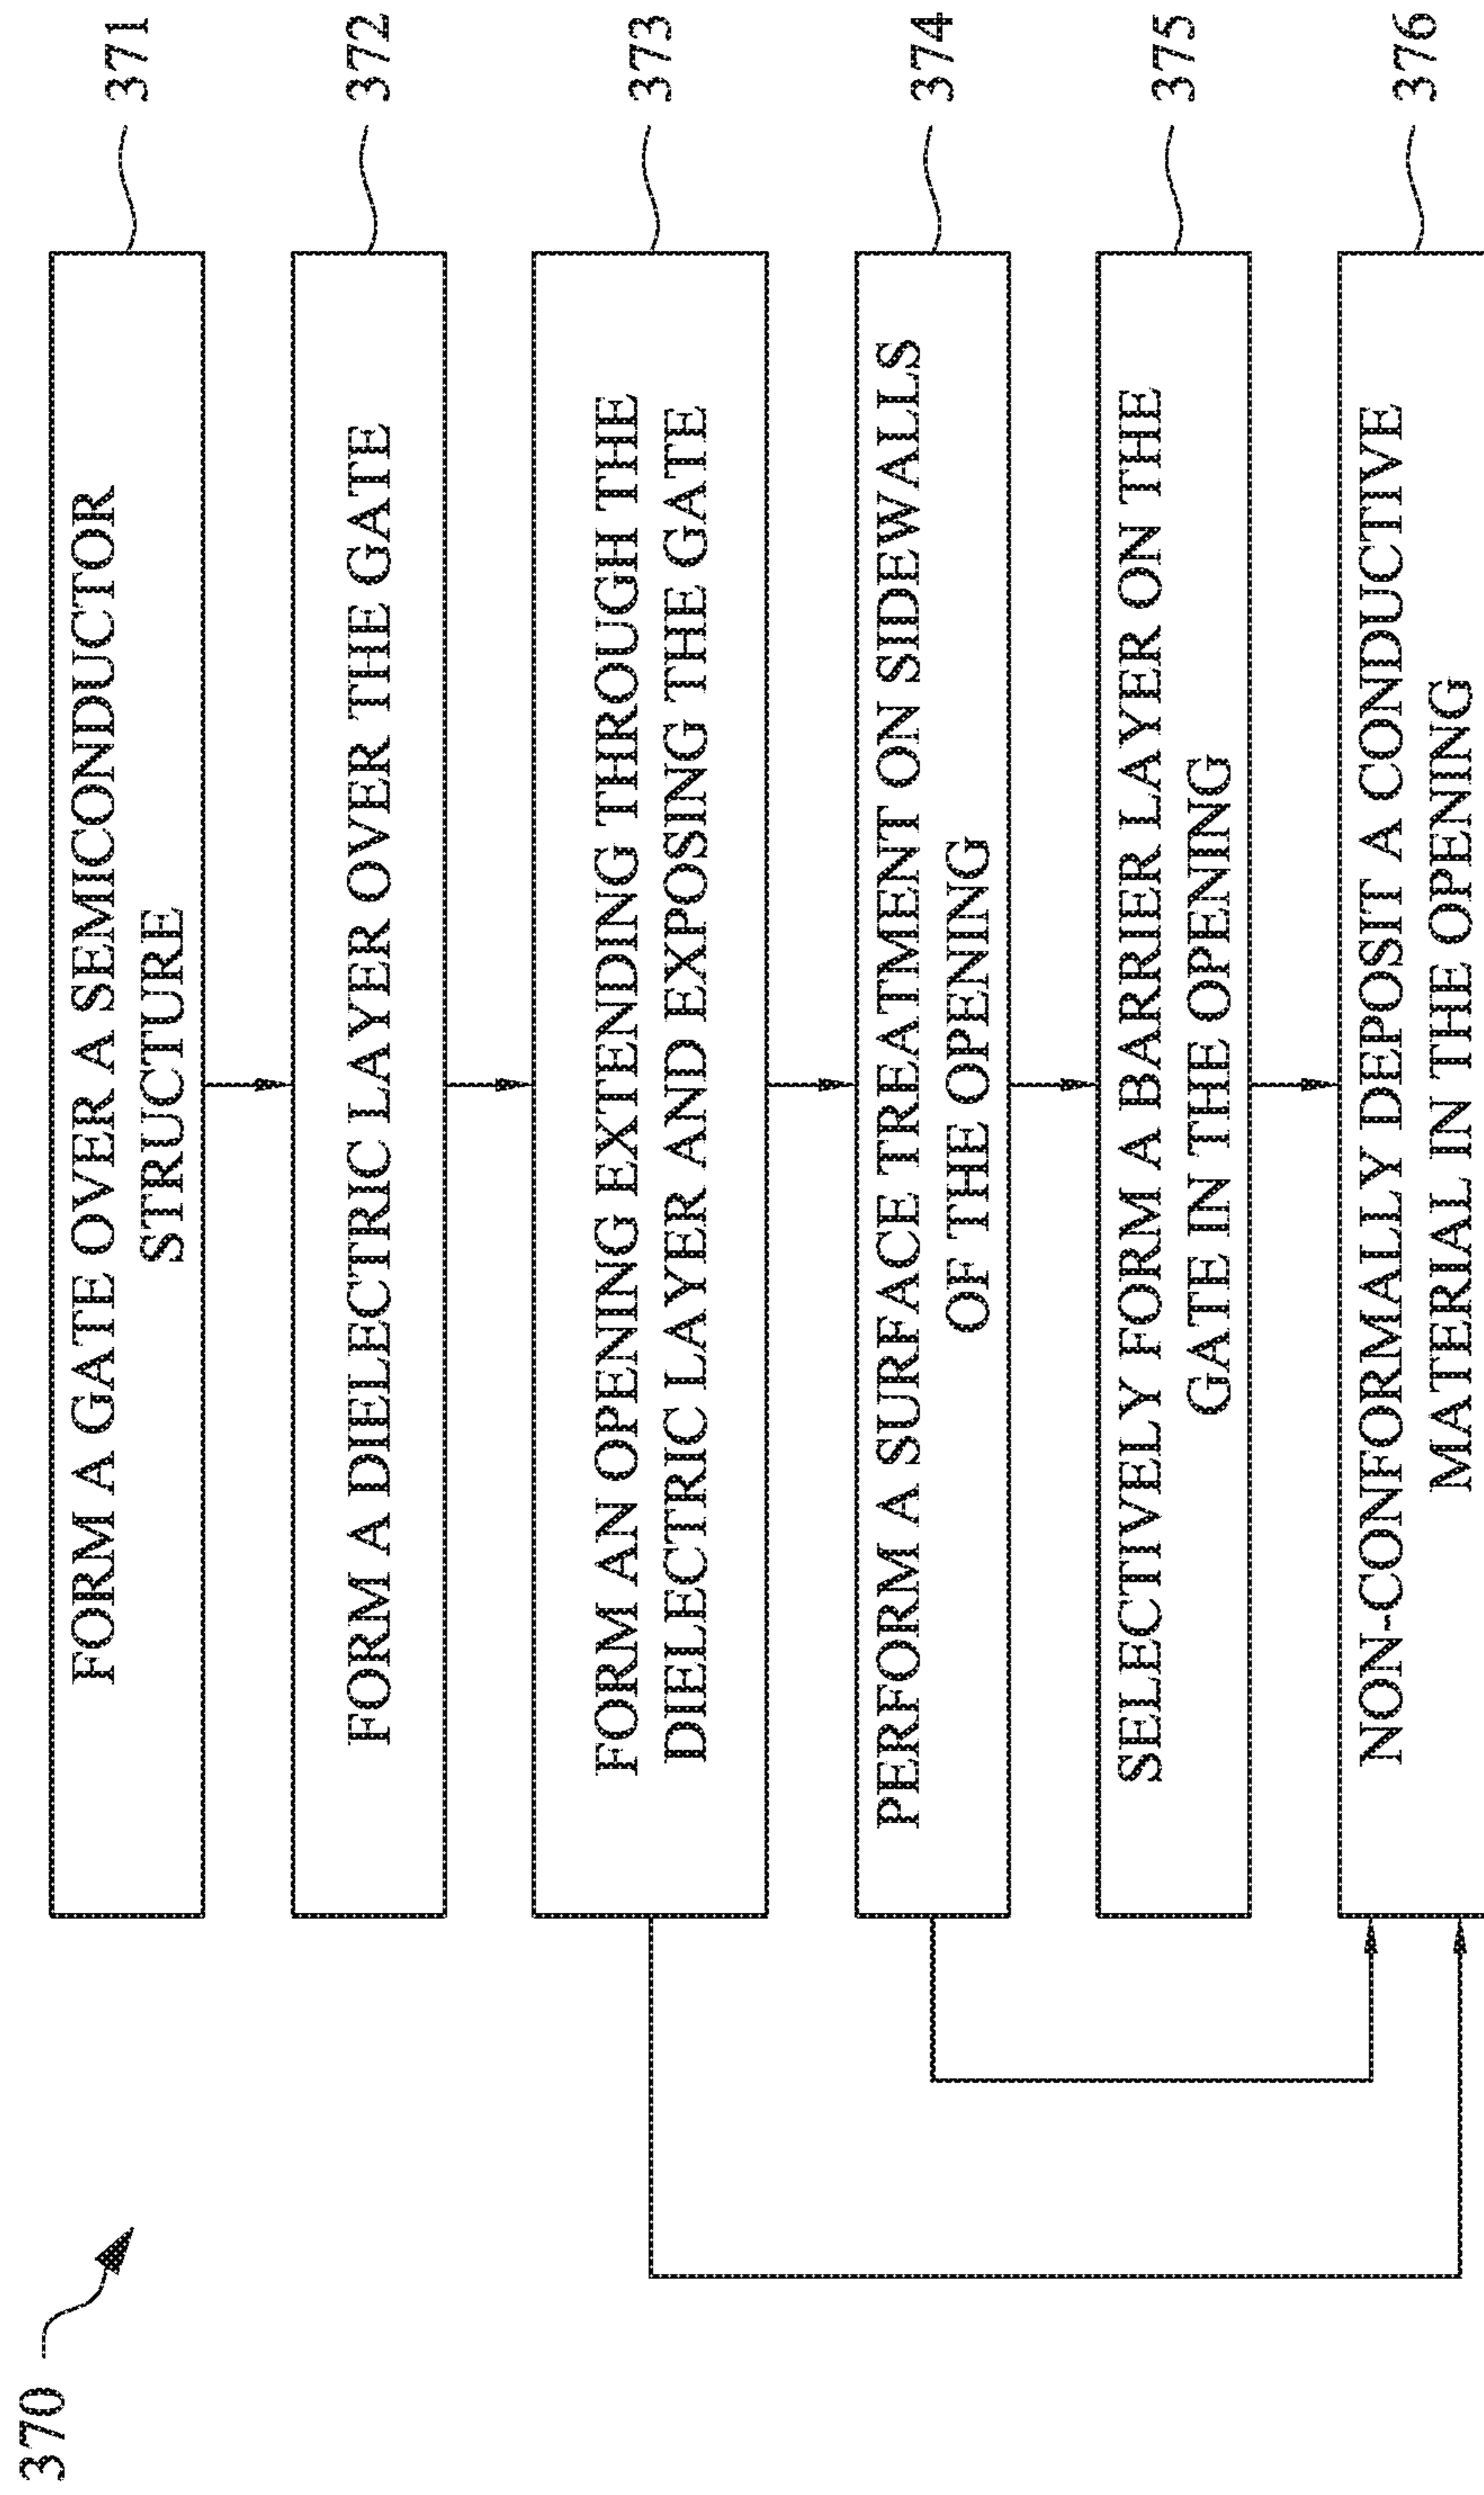 370
FORM A GATE OVER A SEMICONDUCTOR
STRUCTURE
371
FORM A DIELECTRIC LAYER OVER THE GATE
372
FORM AN OPENING EXTENDING THROUGH THE
DIELECTRIC LAYER AND EXPOSING THE GATE
373
PERFORM A SURFACE TREATMENT ON SIDEWALLS
OF THE OPENING
374
SELECTIVELY FORM A BARRIER LAYER ON THE
GATE IN THE OPENING
375
NON-CONFORMALLY DEPOSIT A CONDUCTIVE
MATERIAL IN THE OPENING
376